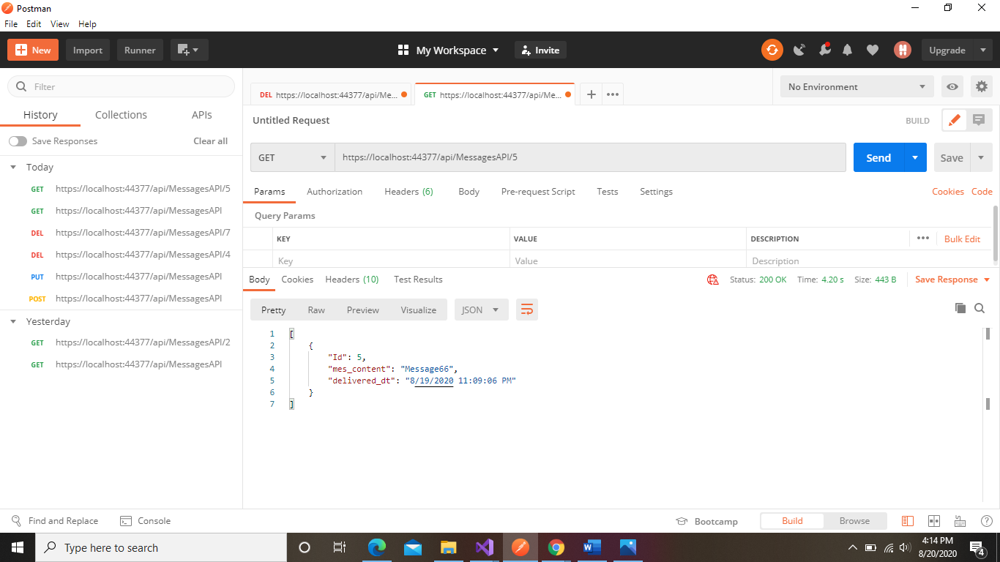 Postman
File Edit View Help
New Import Runner My Workspace Invite Upgrade
Filter
History Collections APIs
Save Responses Clear all
Today
GET https://localhost:44377/api/MessagesAPI/5
GET https://localhost:44377/api/MessagesAPI
DEL https://localhost:44377/api/MessagesAPI/7
DEL https://localhost:44377/api/MessagesAPI/4
PUT https://localhost:44377/api/MessagesAPI
POST https://localhost:44377/api/MessagesAPI
Yesterday
GET https://localhost:44377/api/MessagesAPI/2
GET https://localhost:44377/api/MessagesAPI
DEL https://localhost:44377/api/Me... GET https://localhost:44377/api/Me... No Environment
Untitled Request BUILD
GET https://localhost:44377/api/MessagesAPI/5 Send Save
Params Authorization Headers (6) Body Pre-request Script Tests Settings Cookies Code
Query Params
KEY VALUE DESCRIPTION Bulk Edit
Key Value Description
Body Cookies Headers (10) Test Results Status: 200 OK Time: 4.20 s Size: 443 B Save Response
Pretty Raw Preview Visualize JSON
1 [
2 {
3 "Id": 5,
4 "mes_content": "Message66",
5 "delivered_dt": "8/19/2020 11:09:06 PM"
6 }
7 ]
Find and Replace Console Bootcamp Build Browse
Type here to search 4:14 PM
8/20/2020 4